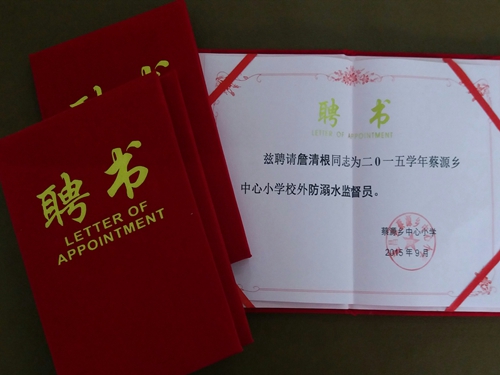 聘书
聘书
LETTER OF
APPOINTMENT
聘书
LETTER OF APPOINTMENT
兹聘请詹清根同志为二0一五学年蔡源乡
中心小学校外防溺水监督员。
蔡源乡中心小学
2015年9月